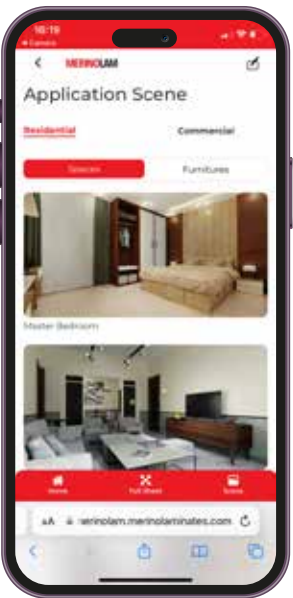 16:19
Camera
MERINOLAM
Application Scene
Residential
Commercial
Spaces
Furnitures
Master Bedroom
Home
Full Sheet
Scene
AA
merinolam.merinolaminates.com